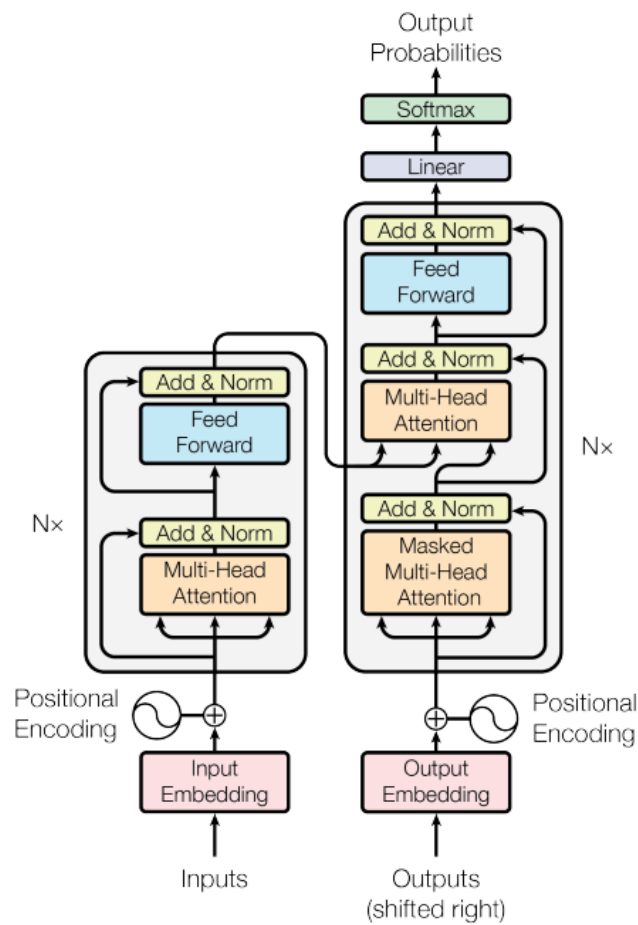 Output
Probabilities
Softmax
Linear
Add & Norm
Feed
Forward
Add & Norm
Multi-Head
Attention
Add & Norm
Masked
Multi-Head
Attention
Nx
Positional
Encoding
Output
Embedding
Outputs
(shifted right)
Add & Norm
Feed
Forward
Add & Norm
Multi-Head
Attention
Nx
Positional
Encoding
Input
Embedding
Inputs